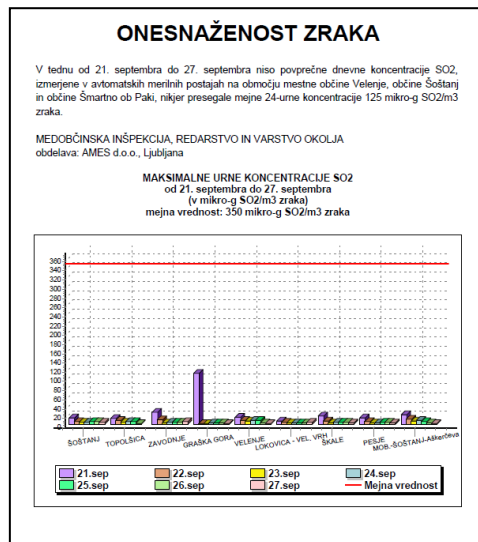 ONESNAŽENOST ZRAKA
V tednu od 21. septembra do 27. septembra niso povprečne dnevne koncentracije SO2,
izmerjene v avtomatskih merilnih postajah na območju mestne občine Velenje, občine Šoštanj
in občine Šmartno ob Paki, nikjer presegale mejne 24-urne koncentracije 125 mikro-g SO2/m3
zraka.
MEDOBČINSKA INŠPEKCIJA, REDARSTVO IN VARSTVO OKOLJA
obdelava: AMES d.o.o., Ljubljana
MAKSIMALNE URNE KONCENTRACIJE SO2
od 21. septembra do 27. septembra
(v mikro-g SO2/m3 zraka)
mejna vrednost: 350 mikro-g SO2/m3 zraka
360
340
320
300
280
260
240
220
200
180
160
140
120
100
80
60
40
20
0
ŠOŠTANJ TOPOLŠICA ZAVODNJE GRAŠKA GORA VELENJE LOKOVICA - VEL. VRH ŠKALE PESJE MOB.-ŠOŠTANJ-Aškerčeva
21.sep 22.sep 23.sep 24.sep
25.sep 26.sep 27.sep Mejna vrednost